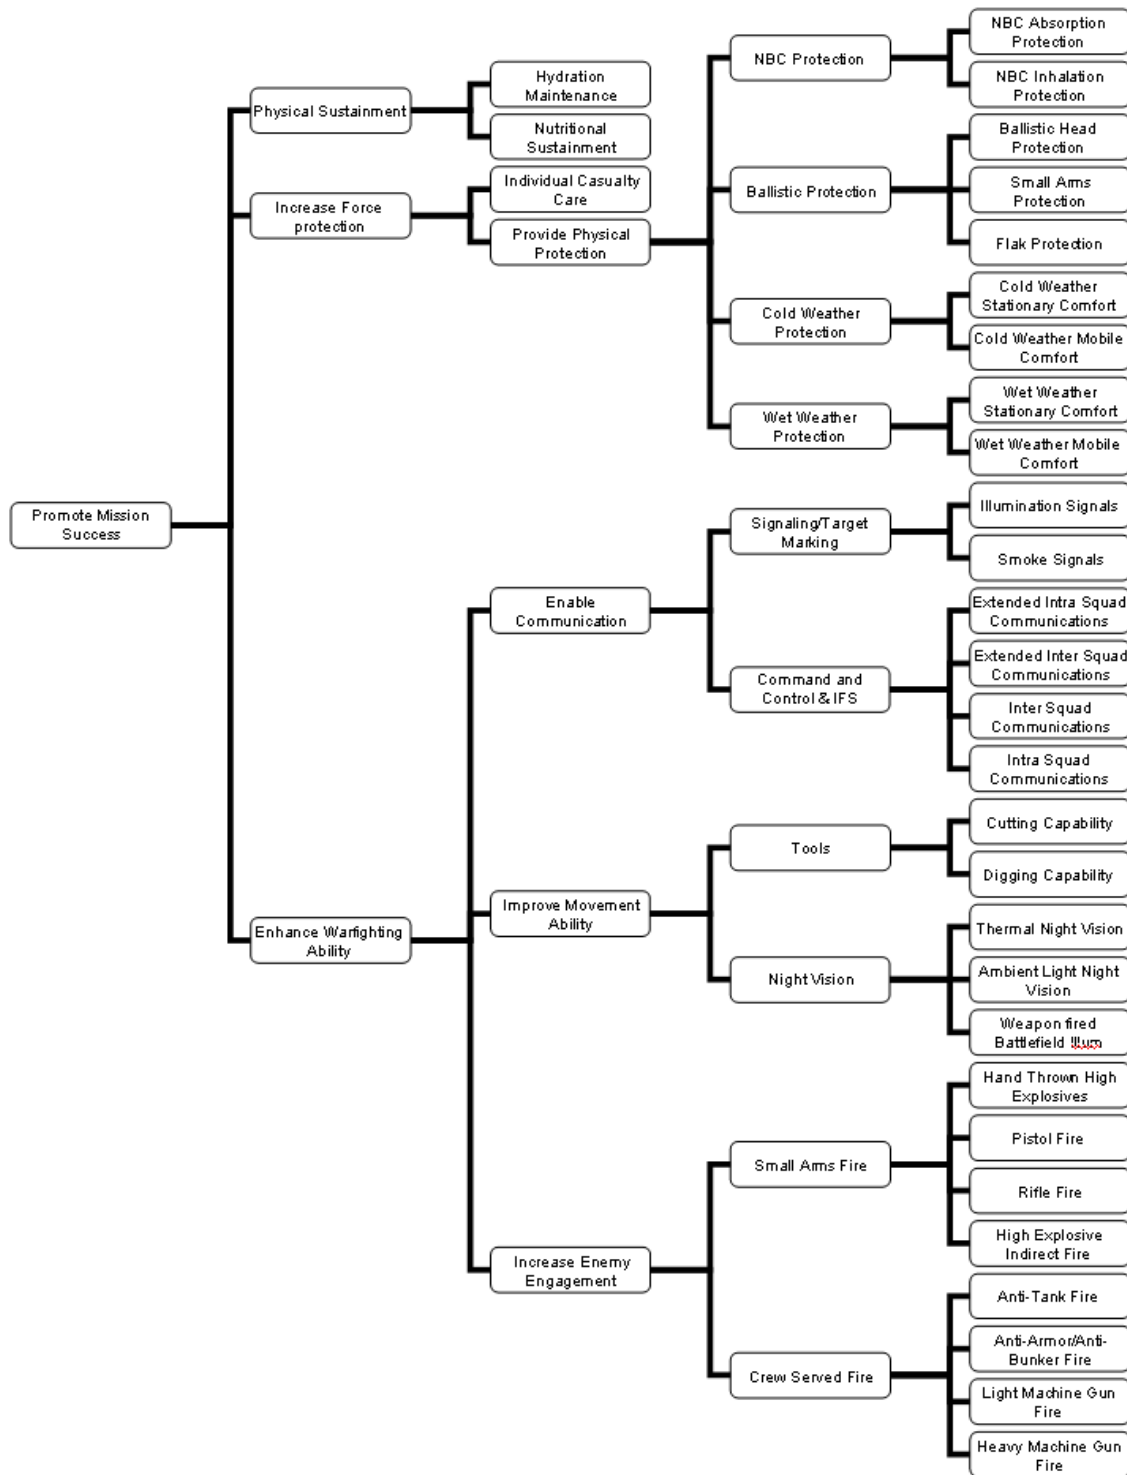 NBC Absorption
Protection
NBC Protection
NBC Inhalation
Protection
Hydration
Maintenance
Physical Sustainment
Nutritional
Sustainment
Ballistic Head
Protection
Individual Casualty
Care
Ballistic Protection
Small Arms
Protection
Increase Force
protection
Provide Physical
Protection
Flak Protection
Cold Weather
Stationary Comfort
Cold Weather
Protection
Cold Weather Mobile
Comfort
Wet Weather
Stationary Comfort
Wet Weather
Protection
Wet Weather Mobile
Comfort
Promote Mission
Success
Illumination Signals
Signaling/Target
Marking
Smoke Signals
Enable
Communication
Extended Intra Squad
Communications
Extended Inter Squad
Communications
Command and
Control & IFS
Inter Squad
Communications
Intra Squad
Communications
Cutting Capability
Tools
Digging Capability
Improve Movement
Ability
Enhance Warfighting
Ability
Thermal Night Vision
Night Vision
Ambient Light Night
Vision
Weapon fired
Battlefield Illum
Hand Thrown High
Explosives
Pistol Fire
Small Arms Fire
Rifle Fire
High Explosive
Indirect Fire
Increase Enemy
Engagement
Anti-Tank Fire
Anti-Armor/Anti-
Bunker Fire
Crew Served Fire
Light Machine Gun
Fire
Heavy Machine Gun
Fire